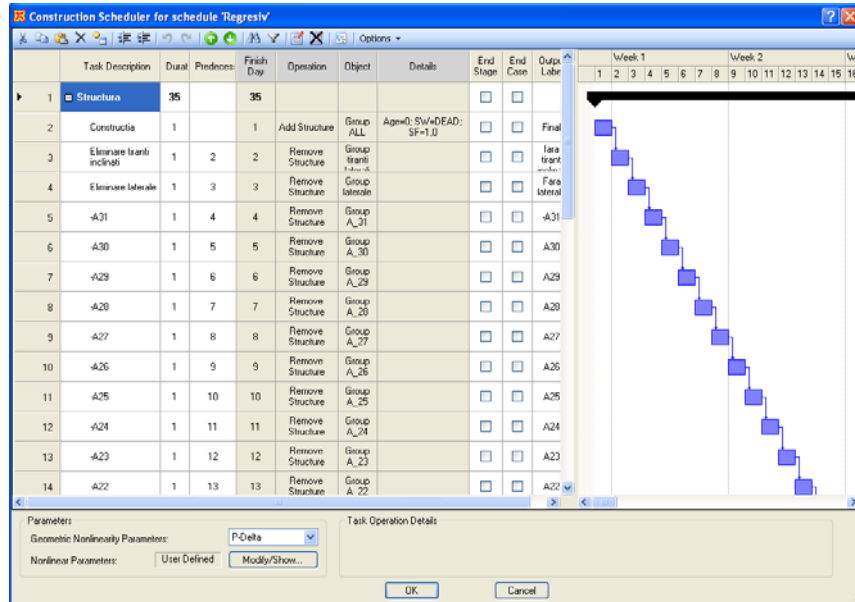 Construction Scheduler for schedule 'Regresiv'
Options
Task Description Durat Predeces: Finish Day Operation Object Details End Stage End Case Outpu Labe
Week 1 Week 2 W
1 2 3 4 5 6 7 8 9 10 11 12 13 14 15 16
1 Structura 35 35
2 Constructia 1 1 Add Structure Group ALL Age=0; SW=DEAD; SF=1.0 Final
3 Eliminare tiranti inclinati 1 2 2 Remove Structure Group tiranti fara tirant
4 Eliminare laterale 1 3 3 Remove Structure Group laterale Fara lateral
5 -A31 1 4 4 Remove Structure Group A_31 -A31
6 A30 1 5 5 Remove Structure Group A_30 A30
7 A29 1 6 6 Remove Structure Group A_29 A29
8 A28 1 7 7 Remove Structure Group A_28 A28
9 -A27 1 8 8 Remove Structure Group A_27 A27
10 -A26 1 9 9 Remove Structure Group A_26 A26
11 A25 1 10 10 Remove Structure Group A_25 A25
12 A24 1 11 11 Remove Structure Group A_24 A24
13 -A23 1 12 12 Remove Structure Group A_23 A23
14 A22 1 13 13 Remove Structure Group A_22 A22
Parameters
Geometric Nonlinearity Parameters: P-Delta
Nonlinear Parameters: User Defined Modify/Show...
Task Operation Details
OK Cancel